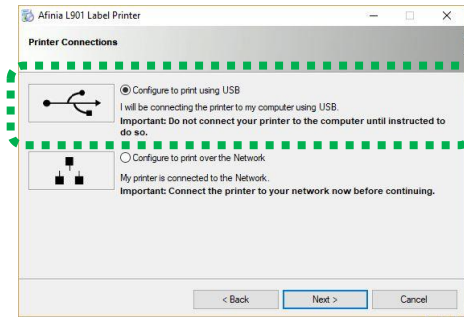 Afinia L901 Label Printer
Printer Connections
Configure to print using USB
I will be connecting the printer to my computer using USB.
Important: Do not connect your printer to the computer until instructed to
do so.
Configure to print over the Network
My printer is connected to the Network.
Important: Connect the printer to your network now before continuing.
< Back
Next >
Cancel